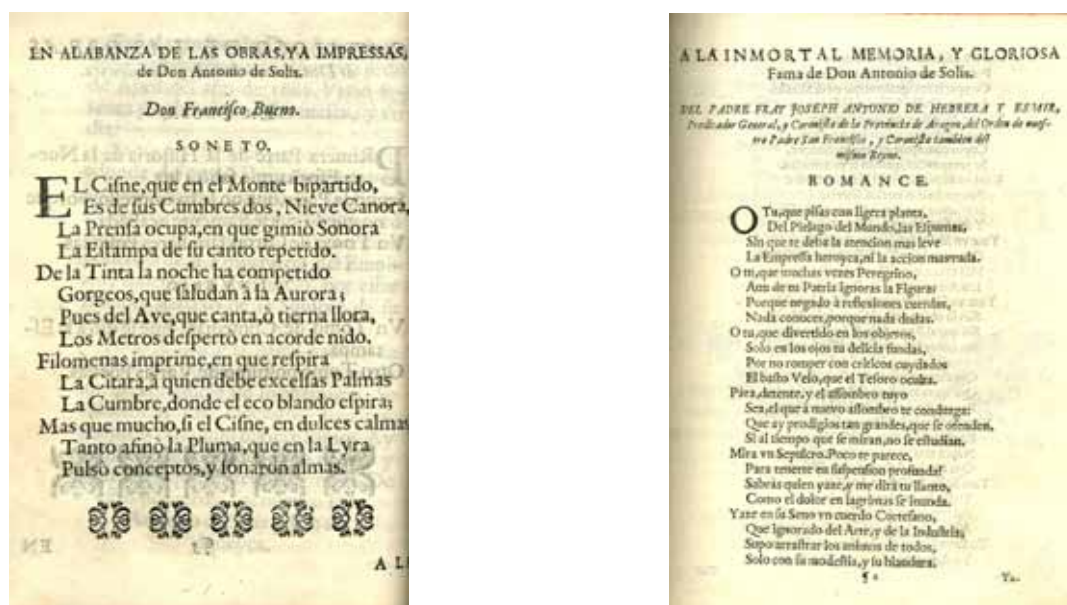 EN ALABANZA DE LAS OBRAS,YA IMPRESSAS,
de Don Antonio de Solis.
Don Francisco Bueno.
SONETO.
EL Cisne,que en el Monte bipartido,
Es de sus Cumbres dos, Nieve Canora,
La Prensa ocupa,en que gimiò Sonora
La Estampa de su canto repetido.
De la Tinta la noche ha competido
Gorgeos,que saludan à la Aurora;
Pues del Ave,que canta,ò tierna llora,
Los Metros despertò en acorde nido.
Filomenas imprime,en que respira
La Citara,à quien debe excelsas Palmas
La Cumbre,donde el eco blando espira;
Mas que mucho,si el Cisne, en dulces calmas
Tanto afinò la Pluma,que en la Lyra
Pulsò conceptos,y sonaron almas.
A LA INMORTAL MEMORIA, Y GLORIOSA
Fama de Don Antonio de Solis.
DEL PADRE FRAY JOSEPH ANTONIO DE HEBRERA Y ESMIR,
Predicador General, y Coronista de la Provincia de Aragon,del Orden de nues-
tro Padre San Francisco, y Coronista tambien del
mismo Reyno.
ROMANCE.
O Tu,que pisas con ligera planta,
Del Pielago del Mundo,las Espumas,
Sin que te deba la atencion mas leve
La Empressa heroyca,ni la accion
O tu,que muchas vezes Peregrino,
Aun de tu Patria ignoras la Figura;
Porque negado à reflexiones cuerdas,
Nada conoces,porque nada dudas.
O tu,que divertido en los objetos,
Solo en los ojos tu delicia fundas,
Por no romper con criticos cuydados
El basto Velo,que el Tesoro oculta.
Pàra,detente,y el assombro tuyo
Sea,el que à nuevo assombro te conduzga;
Que ay prodigios tan grandes,que se ofenden,
Si al tiempo que se miran,no se estudian.
Mira vn Sepulcro.Poco te parece,
Para tenerte en suspension profunda?
Sabràs quien yaze,y me dirà tu llanto,
Como el dolor en lagrimas se inunda.
Yaze en su Seno vn cuerdo Cortesano,
Que ignorado del Arte,y de la Industria,
Supo arrastrar los animos de todos,
Solo con su modestia,y su blandura.
Ya.